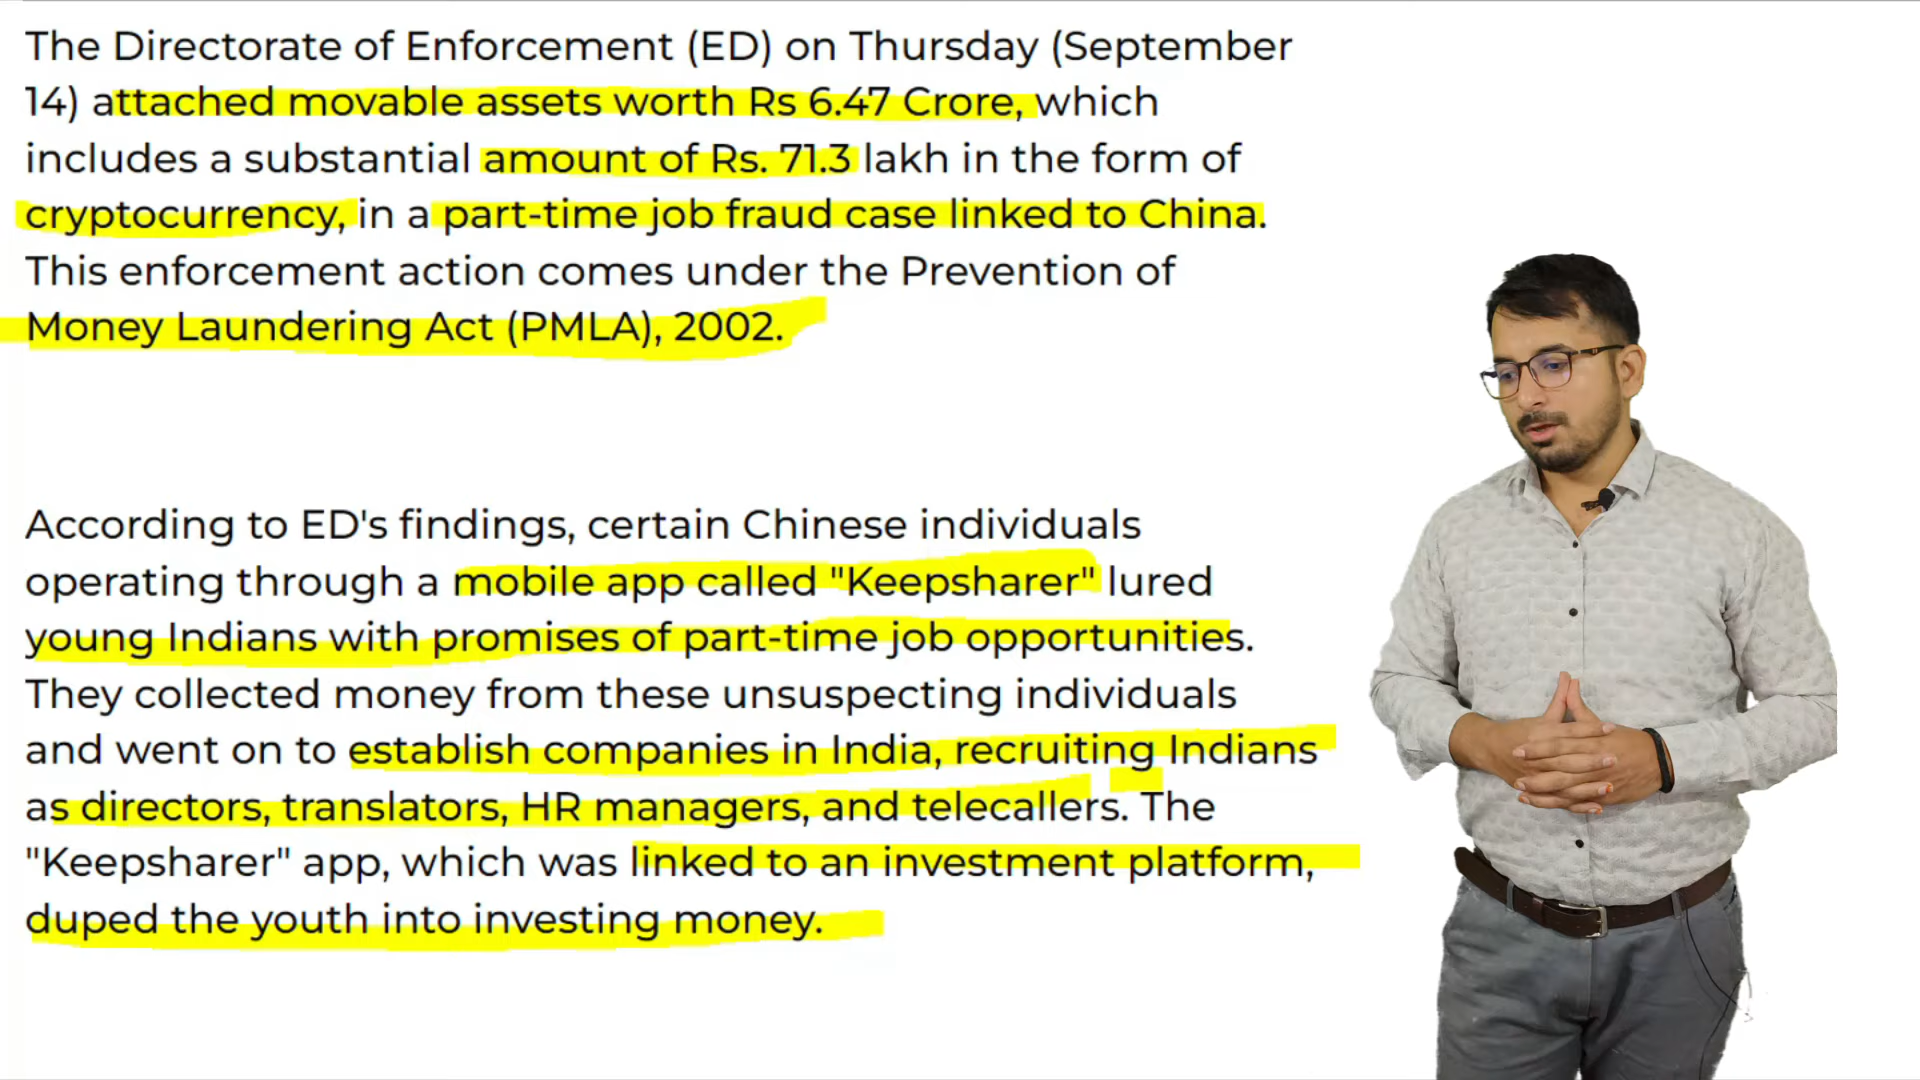 The Directorate of Enforcement (ED) on Thursday (September
14) attached movable assets worth Rs 6.47 Crore, which
includes a substantial amount of Rs. 71.3 lakh in the form of
cryptocurrency, in a part-time job fraud case linked to China.
This enforcement action comes under the Prevention of
Money Laundering Act (PMLA), 2002.
According to ED's findings, certain Chinese individuals
operating through a mobile app called "Keepsharer" lured
young Indians with promises of part-time job opportunities.
They collected money from these unsuspecting individuals
and went on to establish companies in India, recruiting Indians
as directors, translators, HR managers, and telecallers. The
"Keepsharer" app, which was linked to an investment platform,
duped the youth into investing money.